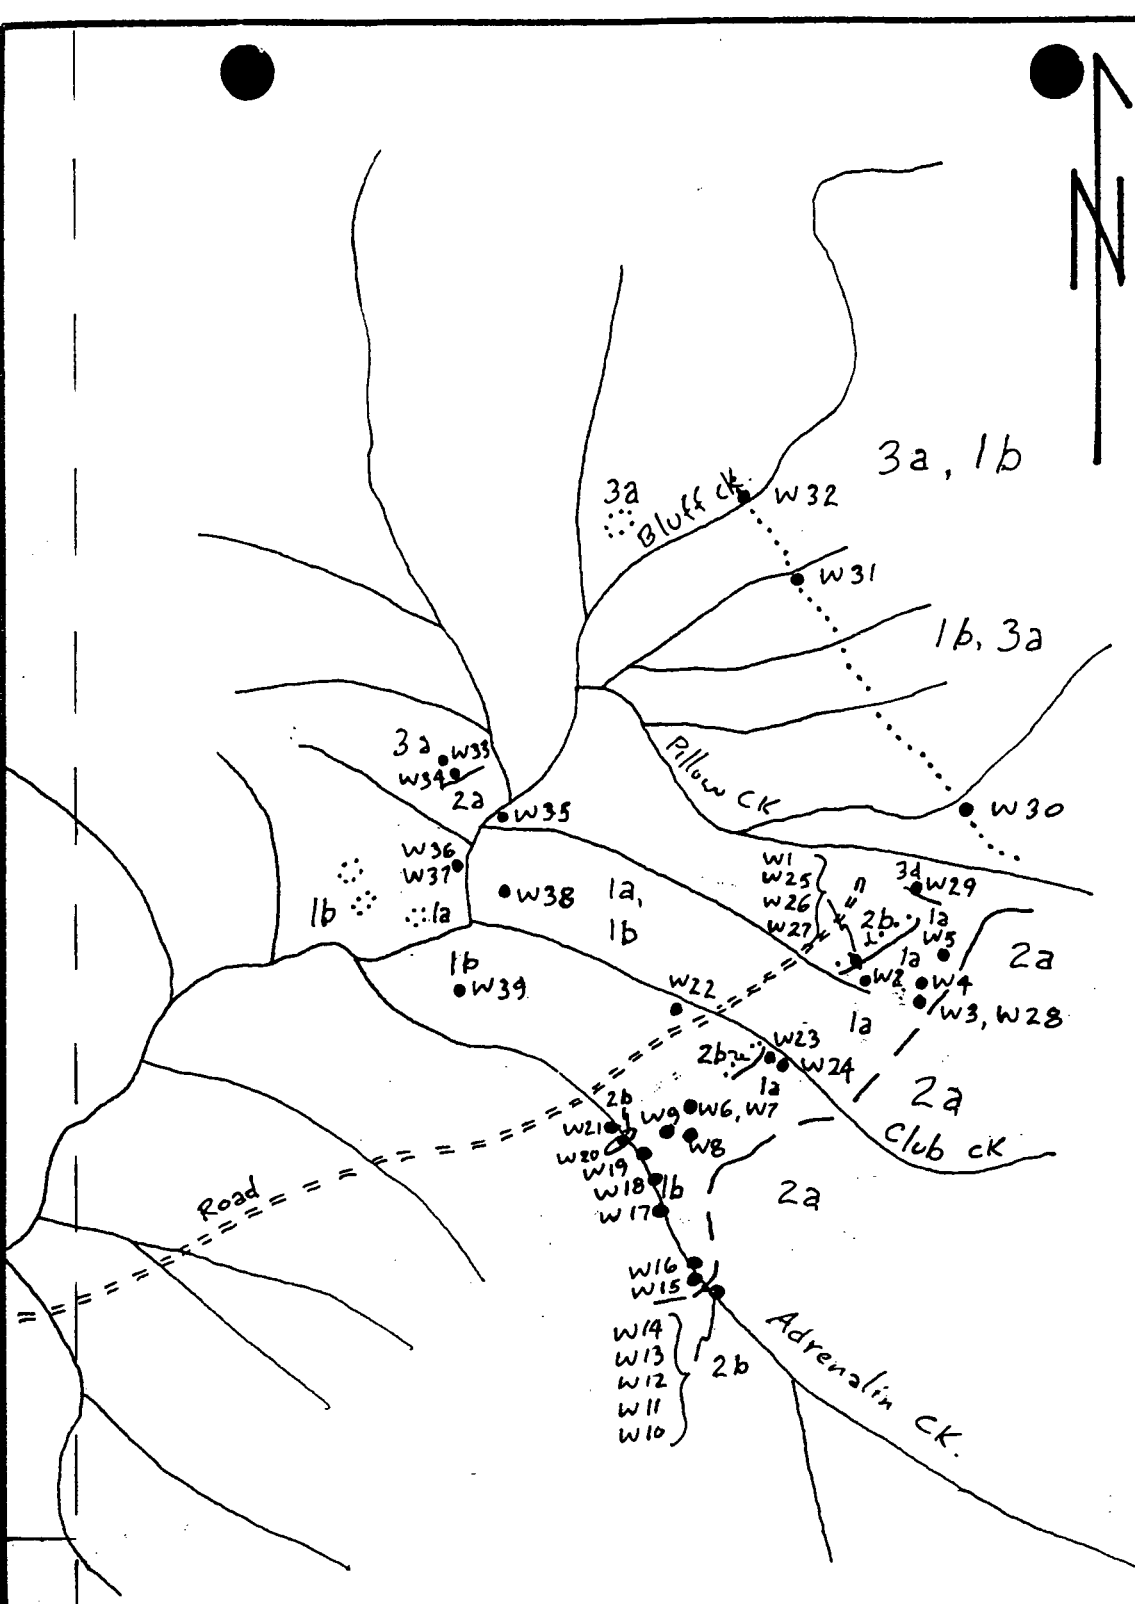 N
3a, 1b
3a
Bluff CK.
W32
W31
1b, 3a
Pillow CK
W30
3a
W33
W34
2a
W35
W36
W37
W38
1a,
1b
1b
1a
1b
W39
W1
W25
W26
W27
3d
W29
2b
1a
W5
1a
W2
W4
W3, W28
2a
1a
W22
2b
W23
W24
1a
2a
Club CK
2b
W21
W20
W9
W6, W7
W8
W19
W18
1b
W17
2a
Road
W16
W15
W14
W13
W12
W11
W10
2b
Adrenalin CK.